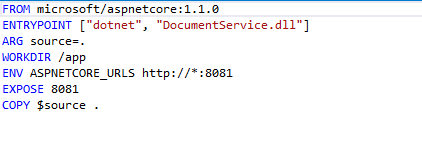 FROM microsoft/aspnetcore:1.1.0
ENTRYPOINT ["dotnet", "DocumentService.dll"]
ARG source=.
WORKDIR /app
ENV ASPNETCORE_URLS http://*:8081
EXPOSE 8081
COPY $source .